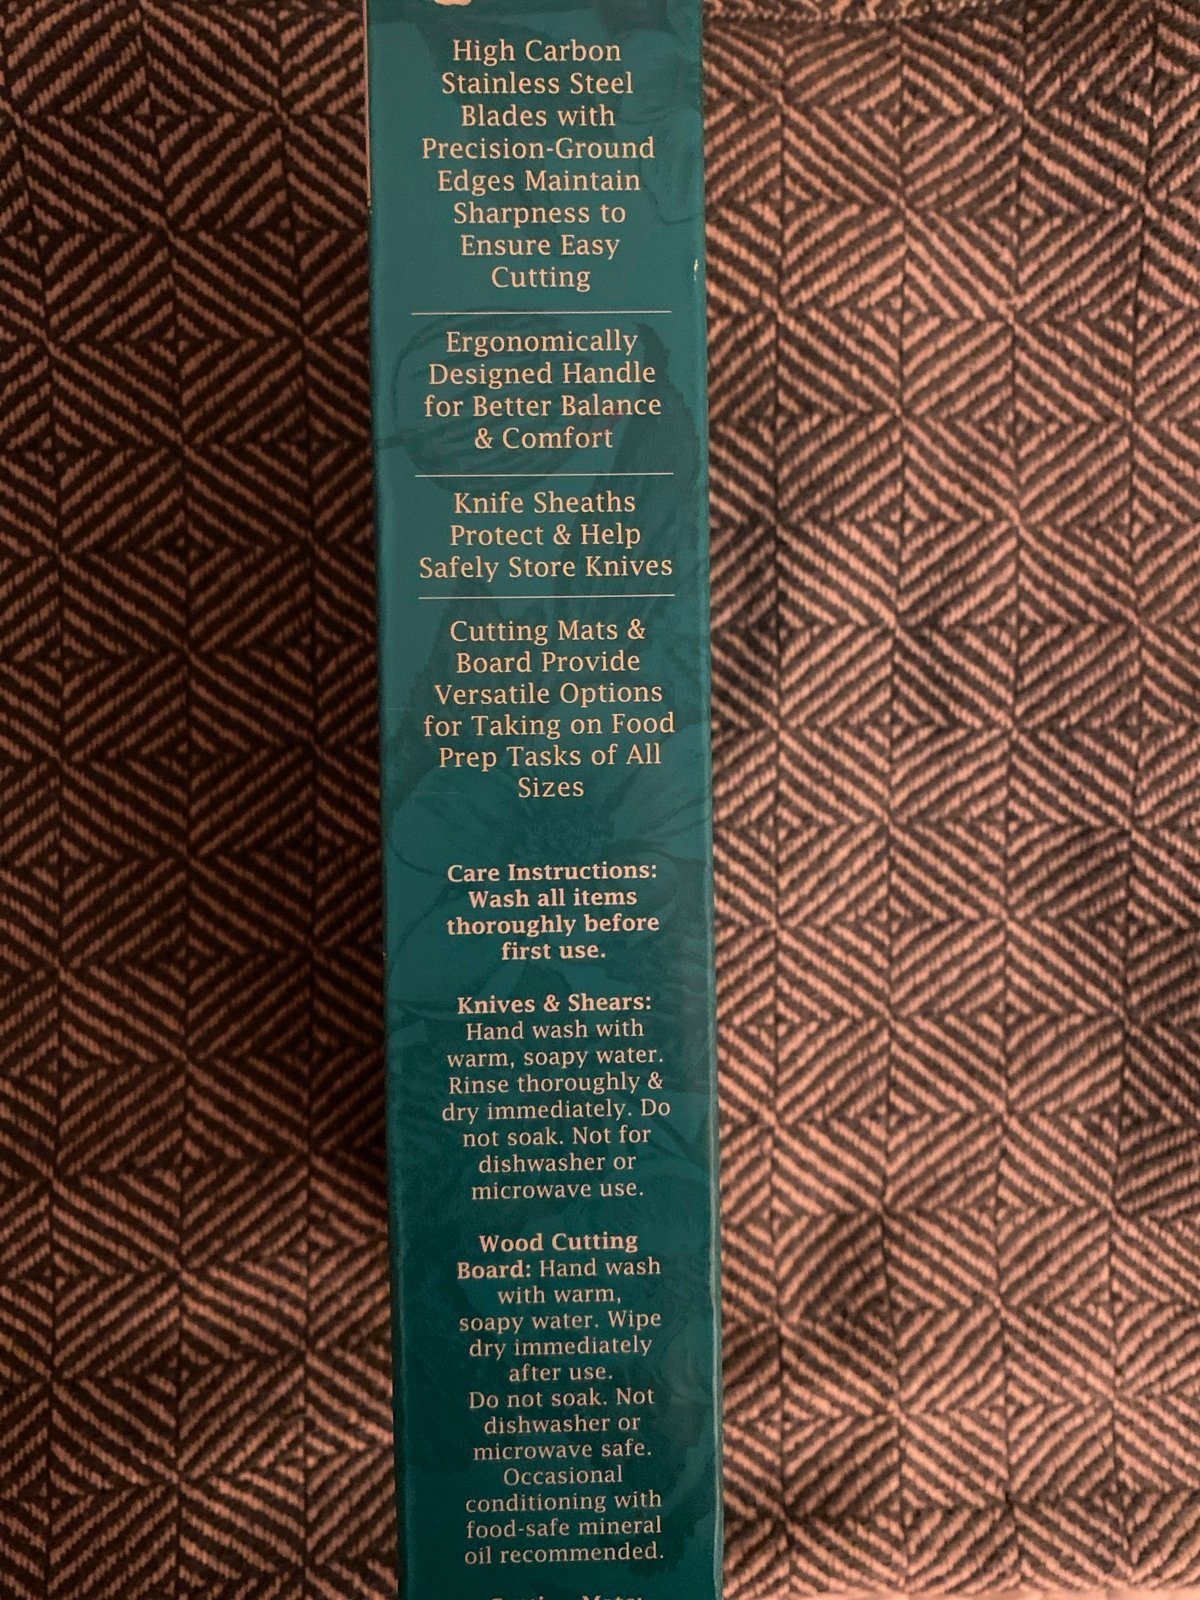 High Carbon
Stainless Steel
Blades with
Precision-Ground
Edges Maintain
Sharpness to
Ensure Easy
Cutting
Ergonomically
Designed Handle
for Better Balance
& Comfort
Knife Sheaths
Protect & Help
Safely Store Knives
Cutting Mats &
Board Provide
Versatile Options
for Taking on Food
Prep Tasks of All
Sizes
Care Instructions:
Wash all items
thoroughly before
first use.
Knives & Shears:
Hand wash with
warm, soapy water.
Rinse thoroughly &
dry immediately. Do
not soak. Not for
dishwasher or
microwave use.
Wood Cutting
Board: Hand wash
with warm,
soapy water. Wipe
dry immediately
after use.
Do not soak. Not
dishwasher or
microwave safe.
Occasional
conditioning with
food-safe mineral
oil recommended.